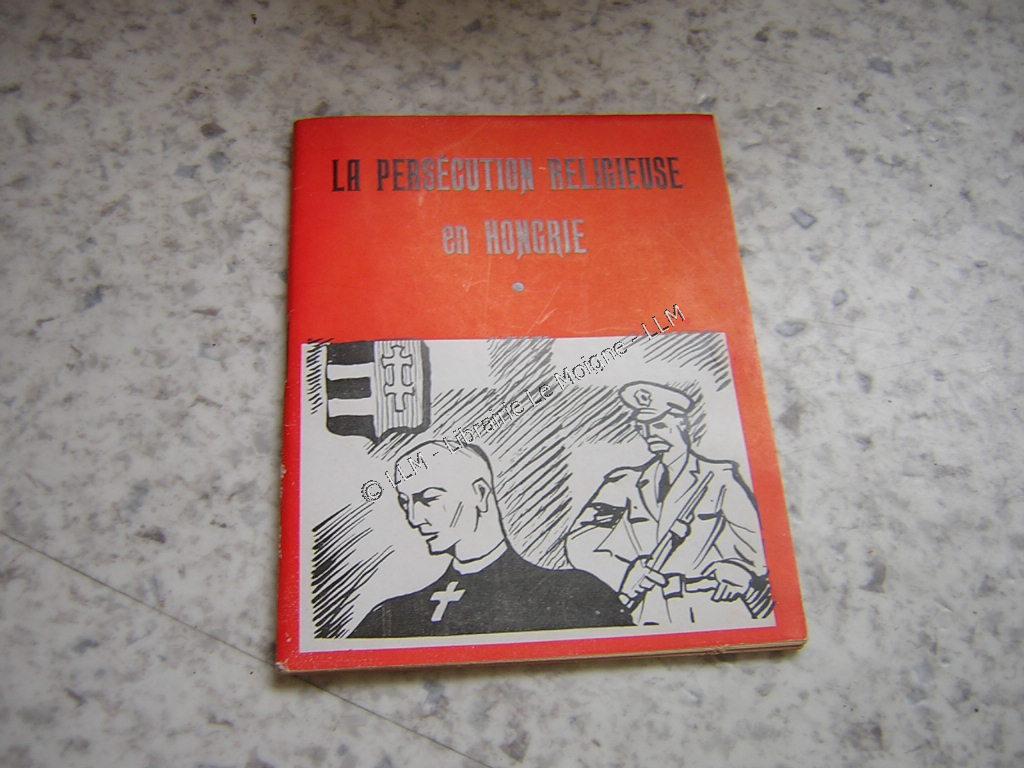 LA PERSÉCUTION RELIGIEUSE
en HONGRIE
© LLM - Librairie Le Moigne - LLM